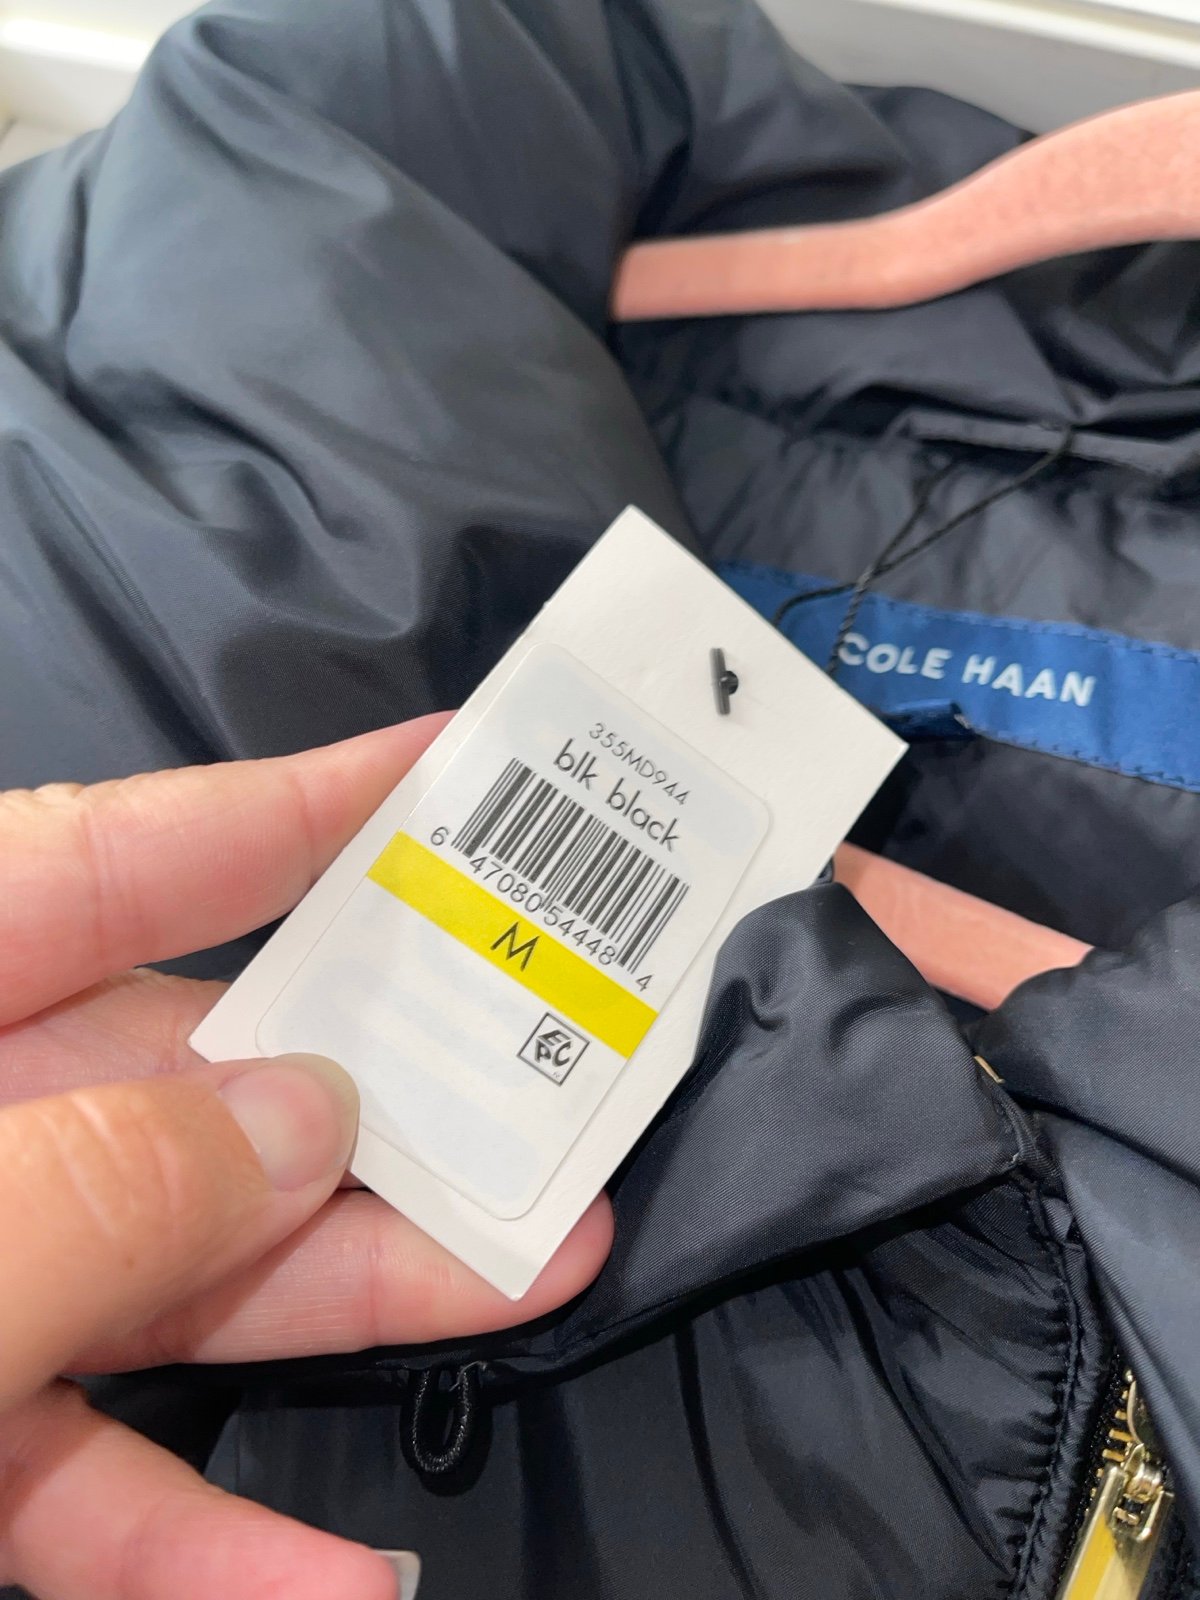 COLE HAAN
355MD944
blk black
6 47080 54448 4
M
EPC